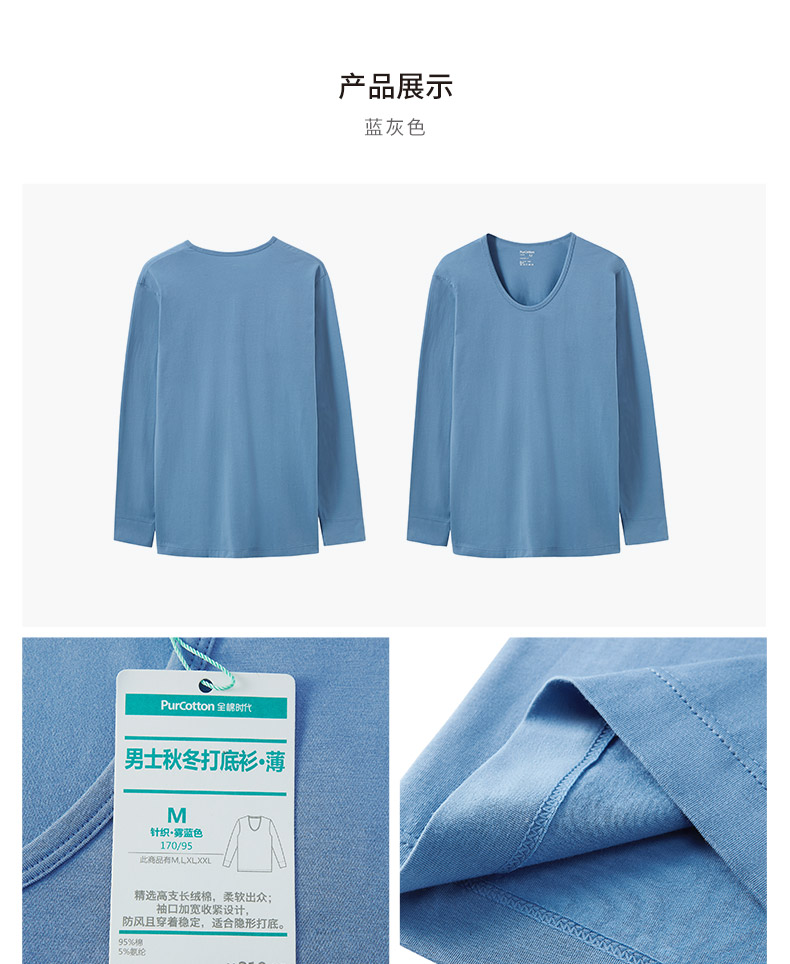 产品展示
蓝灰色
PurCotton
PurCotton 全棉时代
男士秋冬打底衫·薄
M
针织·雾蓝色
170/95
此商品有M,L,XL,XXL
精选高支长绒棉，柔软出众；
袖口加宽收紧设计，
防风且穿着稳定，适合隐形打底。
95%棉
5%氨纶